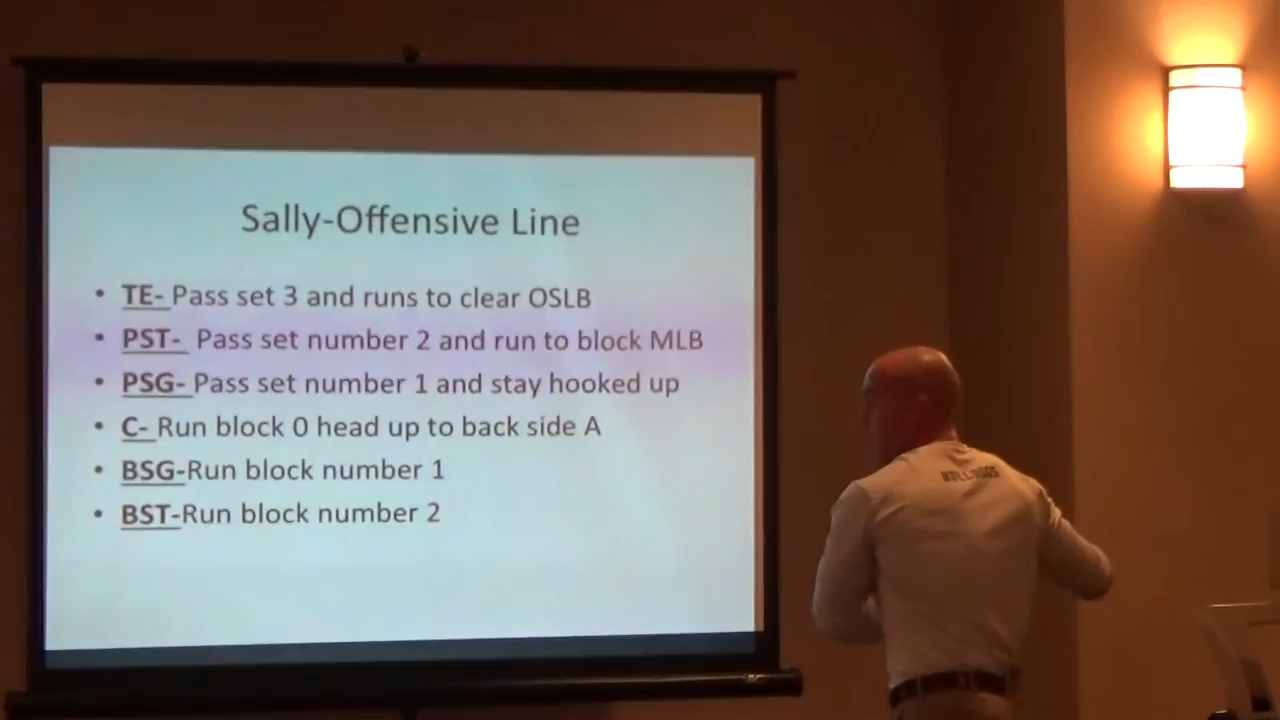 Sally-Offensive Line
• TE- Pass set 3 and runs to clear OSLB
• PST- Pass set number 2 and run to block MLB
• PSG- Pass set number 1 and stay hooked up
• C- Run block 0 head up to back side A
• BSG-Run block number 1
• BST-Run block number 2
BULLDOGS